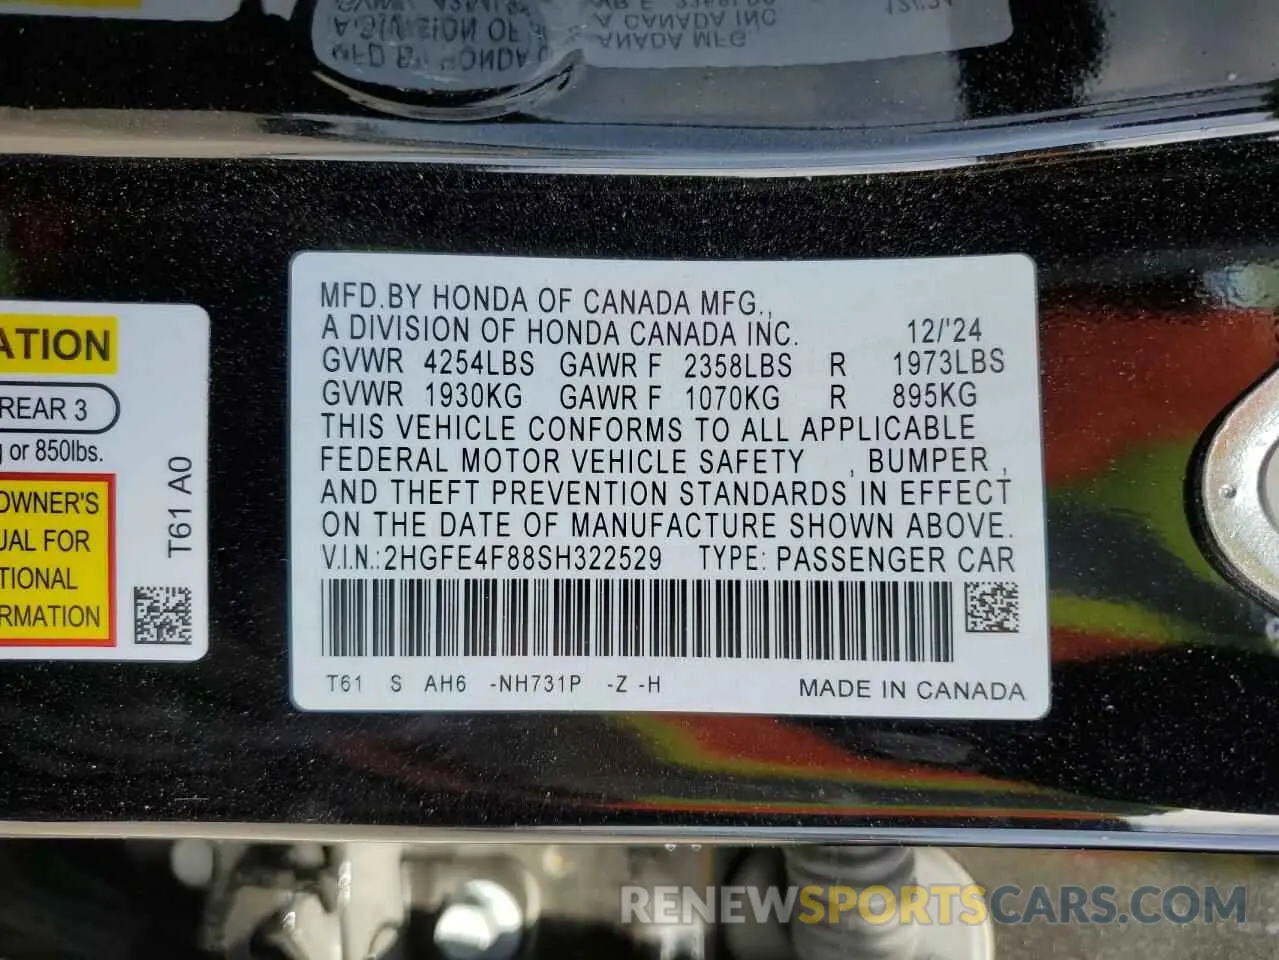 MFD.BY HONDA OF CANADA MFG.,
A DIVISION OF HONDA CANADA INC. 12/'24
GVWR 4254LBS GAWR F 2358LBS R 1973LBS
GVWR 1930KG GAWR F 1070KG R 895KG
THIS VEHICLE CONFORMS TO ALL APPLICABLE
FEDERAL MOTOR VEHICLE SAFETY , BUMPER ,
AND THEFT PREVENTION STANDARDS IN EFFECT
ON THE DATE OF MANUFACTURE SHOWN ABOVE.
V.I.N.: 2HGFE4F88SH322529 TYPE: PASSENGER CAR
T61 S AH6 -NH731P -Z -H MADE IN CANADA
ATION
REAR 3
g or 850lbs.
OWNER'S
UAL FOR
TIONAL
RMATION
T61 A0
RENEWSPORTSCARS.COM